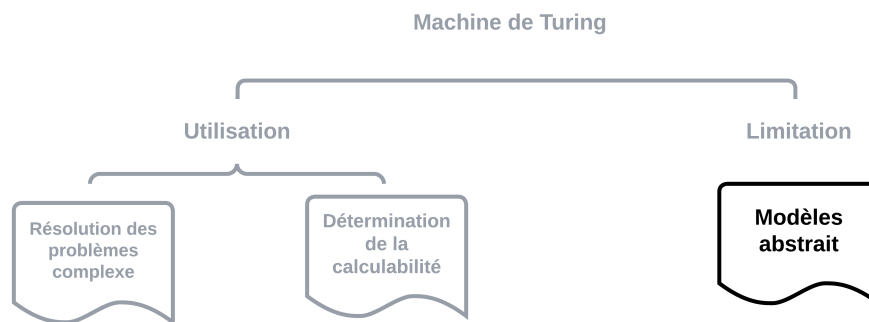 Machine de Turing
Utilisation
Limitation
Résolution des
problèmes
complexe
Détermination
de la
calculabilité
Modèles
abstrait